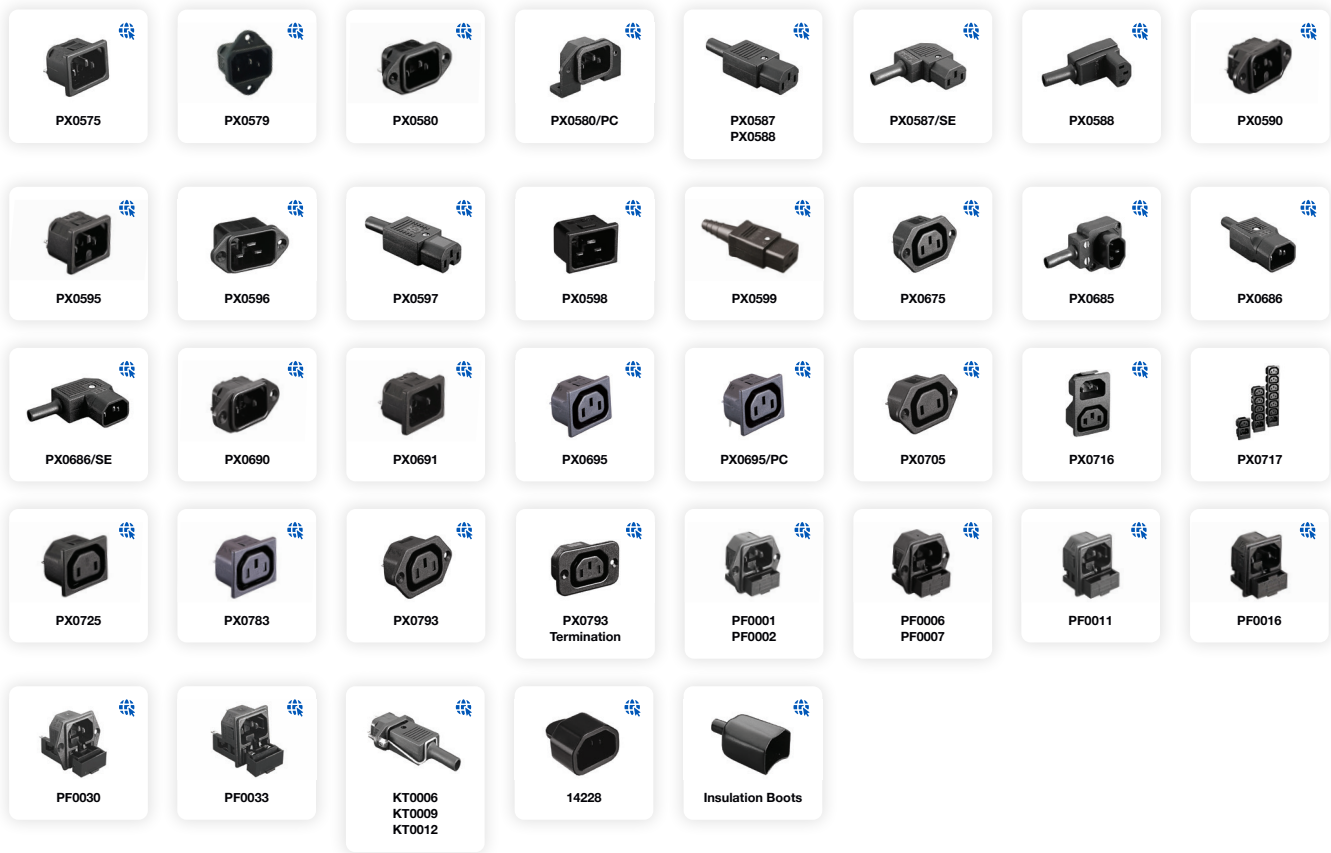 PX0575
PX0579
PX0580
PX0580/PC
PX0587
PX0588
PX0587/SE
PX0588
PX0590
PX0595
PX0596
PX0597
PX0598
PX0599
PX0675
PX0685
PX0686
PX0686/SE
PX0690
PX0691
PX0695
PX0695/PC
PX0705
PX0716
PX0717
PX0725
PX0783
PX0793
PX0793
Termination
PF0001
PF0002
PF0006
PF0007
PF0011
PF0016
PF0030
PF0033
KT0006
KT0009
KT0012
14228
Insulation Boots